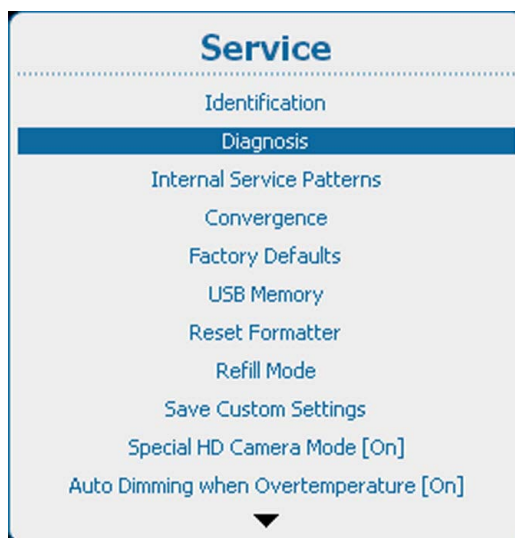 Service
Identification
Diagnosis
Internal Service Patterns
Convergence
Factory Defaults
USB Memory
Reset Formatter
Refill Mode
Save Custom Settings
Special HD Camera Mode [On]
Auto Dimming when Overtemperature [On]